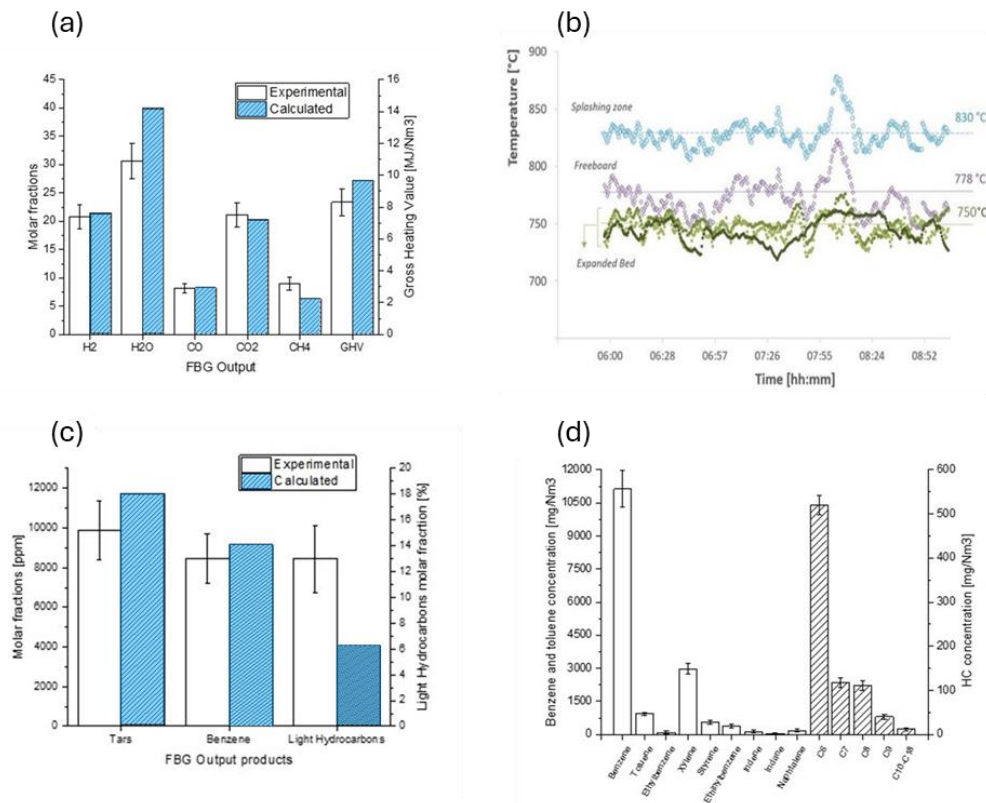 (a)
Experimental
Calculated
Molar fractions
45
40
35
30
25
20
15
10
5
0
16
14
12
10
8
6
4
2
0
Gross Heating Value [MJ/Nm3]
H2 H2O CO CO2 CH4 GHV
FBG Output
(b)
Temperature [°C]
900
850
800
750
700
Splashing zone
830 °C
Freeboard
778 °C
750°C
Expanded Bed
06:00 06:28 06:57 07:26 07:55 08:24 08:52
Time [hh:mm]
(c)
Experimental
Calculated
Molar fractions [ppm]
12000
10000
8000
6000
4000
2000
0
20
18
16
14
12
10
8
6
4
2
0
Light Hydrocarbons molar fracrtion [%]
Tars Benzene Light Hydrocarbons
FBG Output products
(d)
Benzene and toluene concentration [mg/Nm3]
12000
10500
9000
7500
6000
4500
3000
1500
0
600
500
400
300
200
100
0
HC concentration [mg/Nm3]
Benzene Toluene Ethylbenzene Xylene Styrene Indene Naphtalene C6 C7 C8 C9 C10-C18